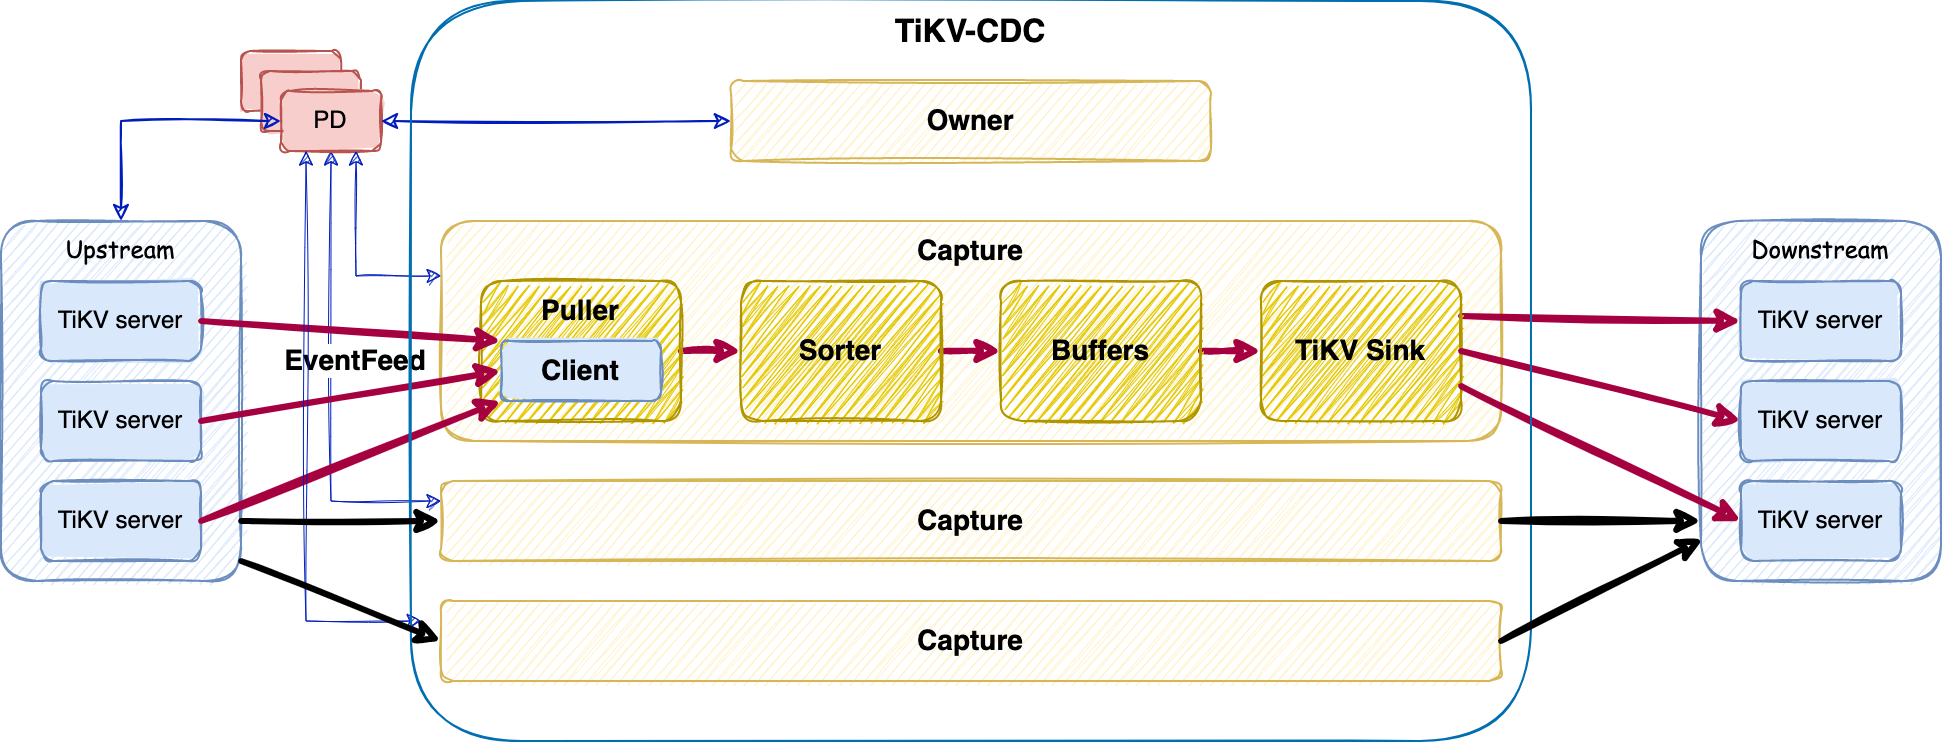 TiKV-CDC
PD
Owner
Upstream
TiKV server
TiKV server
TiKV server
EventFeed
Capture
Puller
Client
Sorter
Buffers
TiKV Sink
Capture
Capture
Downstream
TiKV server
TiKV server
TiKV server